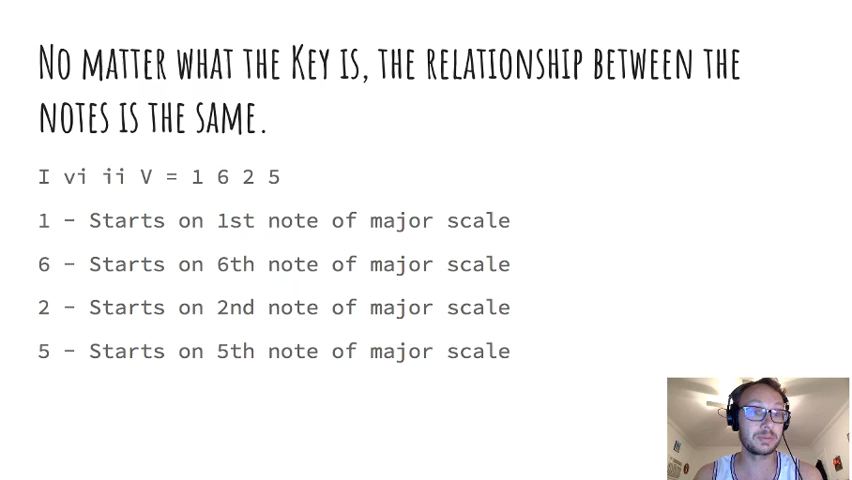 No matter what the Key is, the relationship between the
notes is the same.
I vi ii V = 1 6 2 5
1 - Starts on 1st note of major scale
6 - Starts on 6th note of major scale
2 - Starts on 2nd note of major scale
5 - Starts on 5th note of major scale